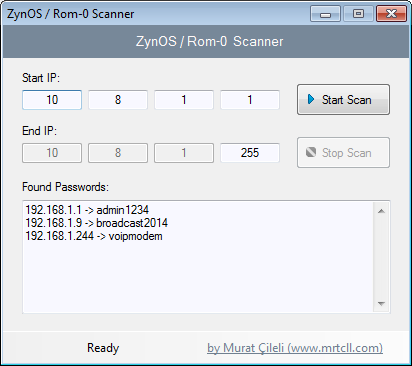 ZynOS / Rom-0 Scanner
ZynOS / Rom-0 Scanner
Start IP:
10 8 1 1 Start Scan
End IP:
10 8 1 255 Stop Scan
Found Passwords:
192.168.1.1 -> admin1234
192.168.1.9 -> broadcast2014
192.168.1.244 -> voipmodem
Ready by Murat Çileli (www.mrtcll.com)